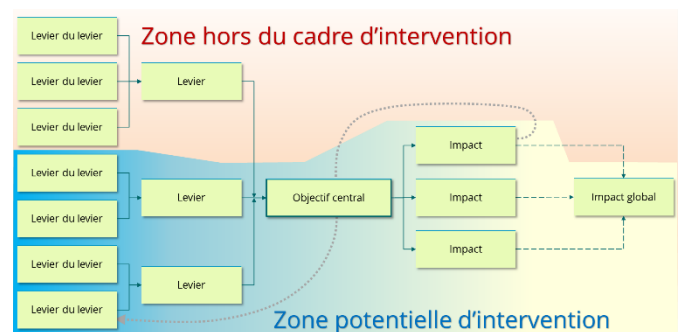 Zone hors du cadre d’intervention
Levier du levier
Levier du levier
Levier du levier
Levier
Levier du levier
Levier du levier
Levier
Levier du levier
Levier du levier
Levier
Objectif central
Impact
Impact
Impact
Impact global
Zone potentielle d’intervention